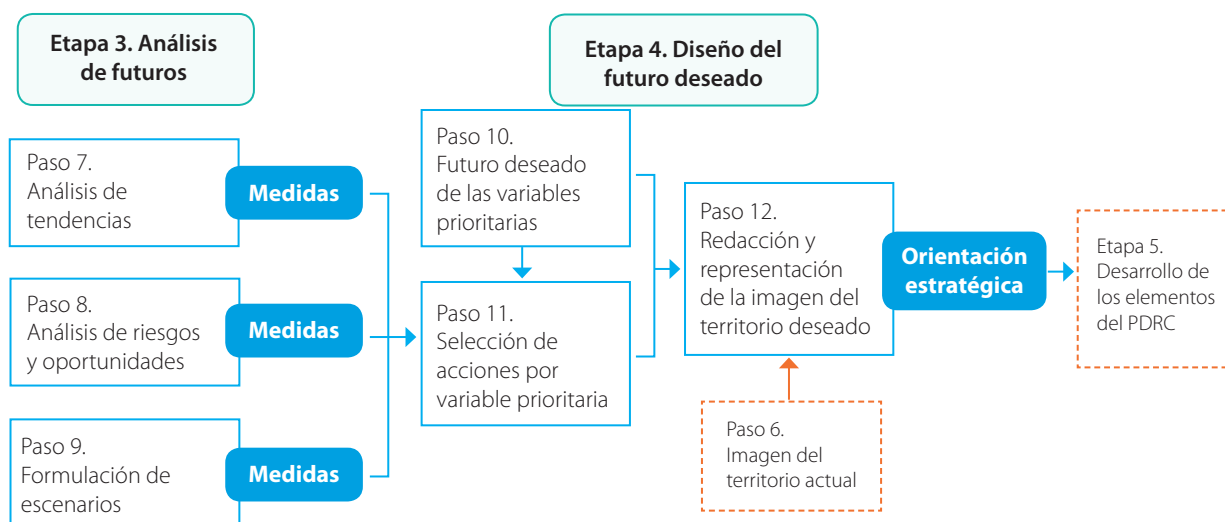 Etapa 3. Análisis
de futuros
Etapa 4. Diseño del
futuro deseado
Paso 7.
Análisis de
tendencias
Medidas
Paso 8.
Análisis de riesgos
y oportunidades
Medidas
Paso 9.
Formulación de
escenarios
Medidas
Paso 10.
Futuro deseado
de las variables
prioritarias
Paso 11.
Selección de
acciones por
variable prioritaria
Paso 12.
Redacción y
representación
de la imagen del
territorio deseado
Orientación
estratégica
Paso 6.
Imagen del
territorio actual
Etapa 5.
Desarrollo de
los elementos
del PDRC